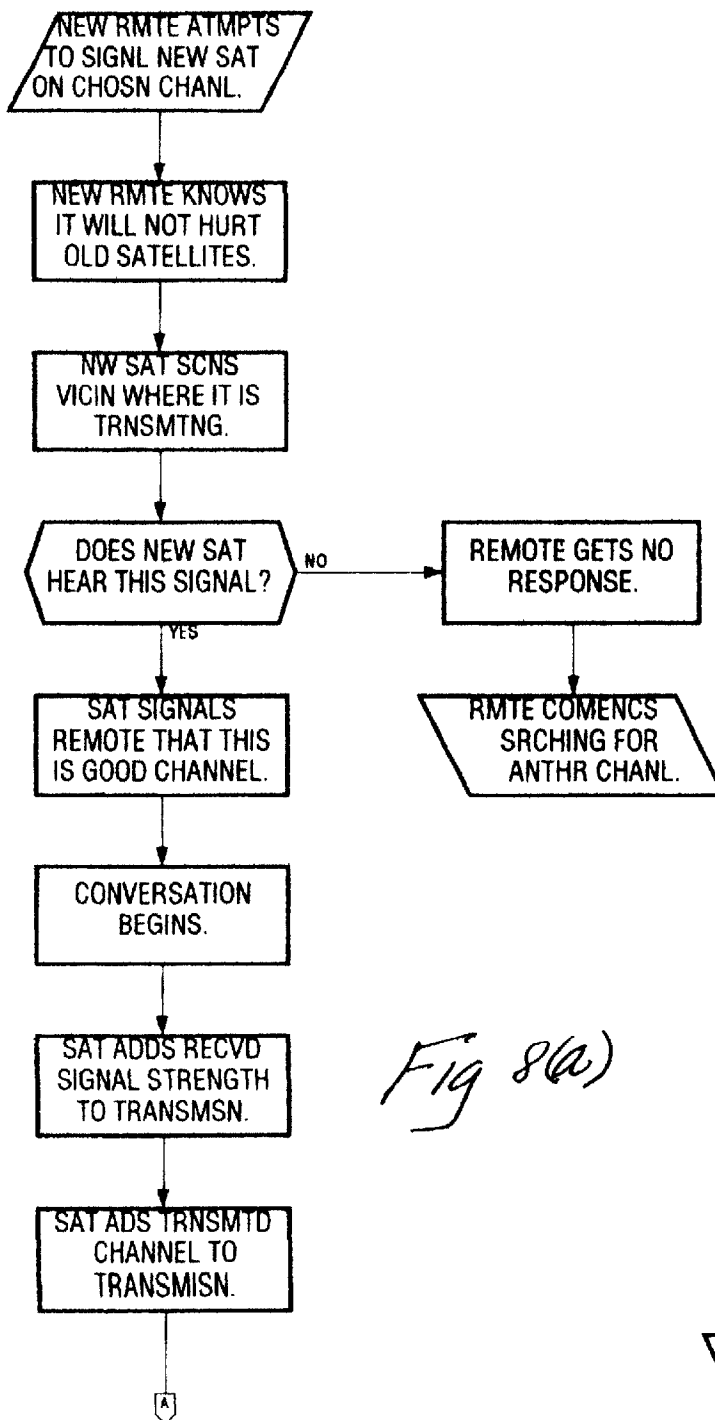 NEW RMTE ATMPTS
TO SIGNL NEW SAT
ON CHOSN CHANL.
NEW RMTE KNOWS
IT WILL NOT HURT
OLD SATELLITES.
NW SAT SCNS
VICIN WHERE IT IS
TRNSMTNG.
DOES NEW SAT
HEAR THIS SIGNAL?
NO
REMOTE GETS NO
RESPONSE.
YES
RMTE COMENCS
SRCHING FOR
ANTHR CHANL.
SAT SIGNALS
REMOTE THAT THIS
IS GOOD CHANNEL.
CONVERSATION
BEGINS.
SAT ADDS RECVD
SIGNAL STRENGTH
TO TRANSMSN.
Fig 8(a)
SAT ADS TRNSMTD
CHANNEL TO
TRANSMISN.
A